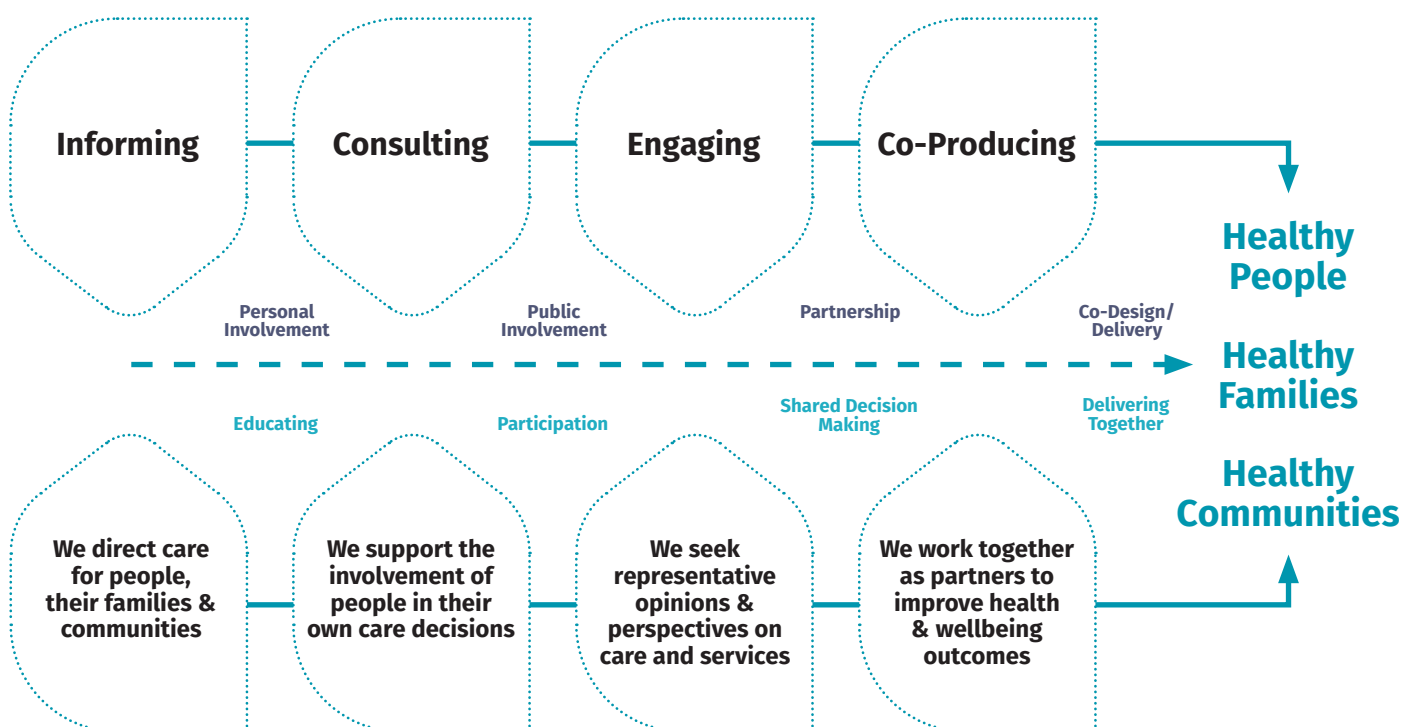 Informing
Consulting
Engaging
Co-Producing
Healthy
People
Personal
Involvement
Public
Involvement
Partnership
Co-Design/
Delivery
Healthy
Families
Educating
Participation
Shared Decision
Making
Delivering
Together
Healthy
Communities
We direct care
for people,
their families &
communities
We support the
involvement of
people in their
own care decisions
We seek
representative
opinions &
perspectives on
care and services
We work together
as partners to
improve health
& wellbeing
outcomes